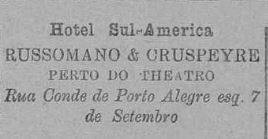 Hotel Sul-America
RUSSOMANO & CRUSPEYRE
PERTO DO THEATRO
Rua Conde de Porto Alegre esq. 7
de Setembro